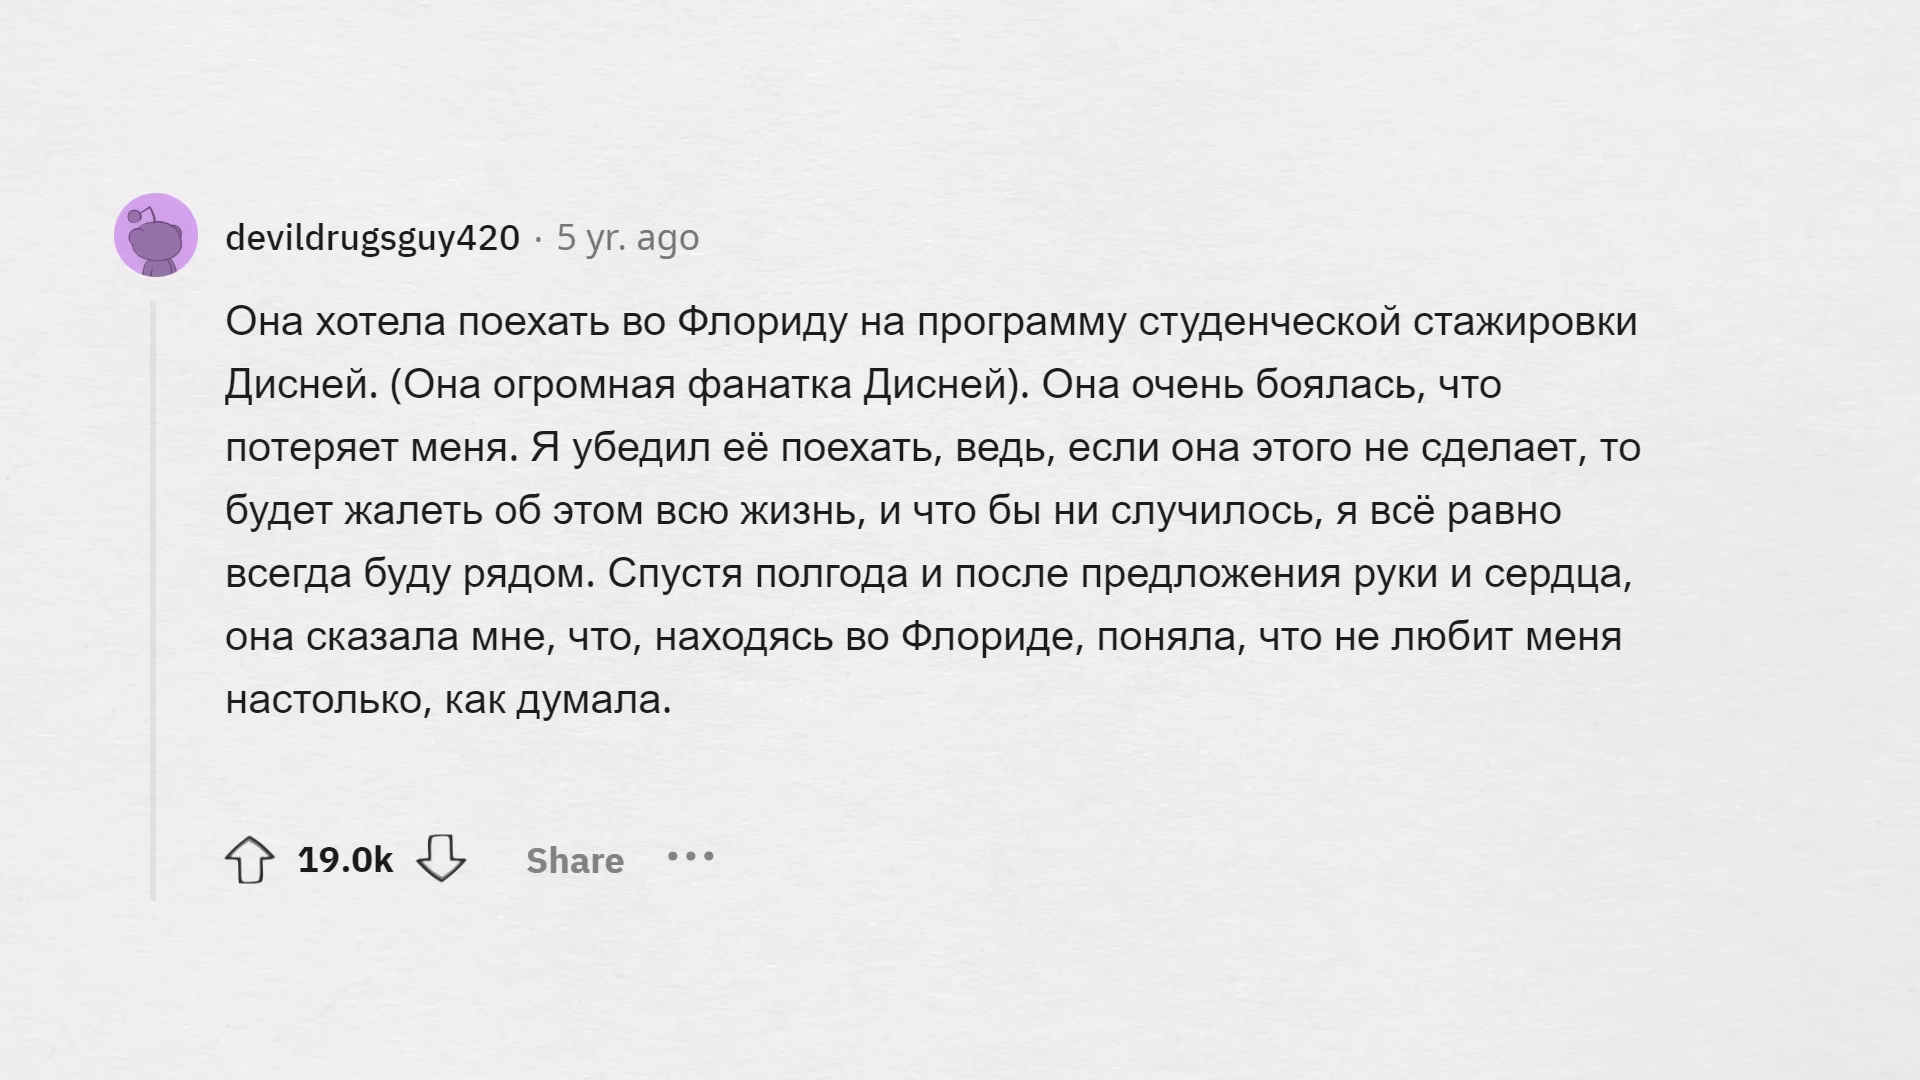 devildrugsguy420 · 5 yr. ago
Она хотела поехать во Флориду на программу студенческой стажировки
Дисней. (Она огромная фанатка Дисней). Она очень боялась, что
потеряет меня. Я убедил её поехать, ведь, если она этого не сделает, то
будет жалеть об этом всю жизнь, и что бы ни случилось, я всё равно
всегда буду рядом. Спустя полгода и после предложения руки и сердца,
она сказала мне, что, находясь во Флориде, поняла, что не любит меня
настолько, как думала.
19.0k Share •••